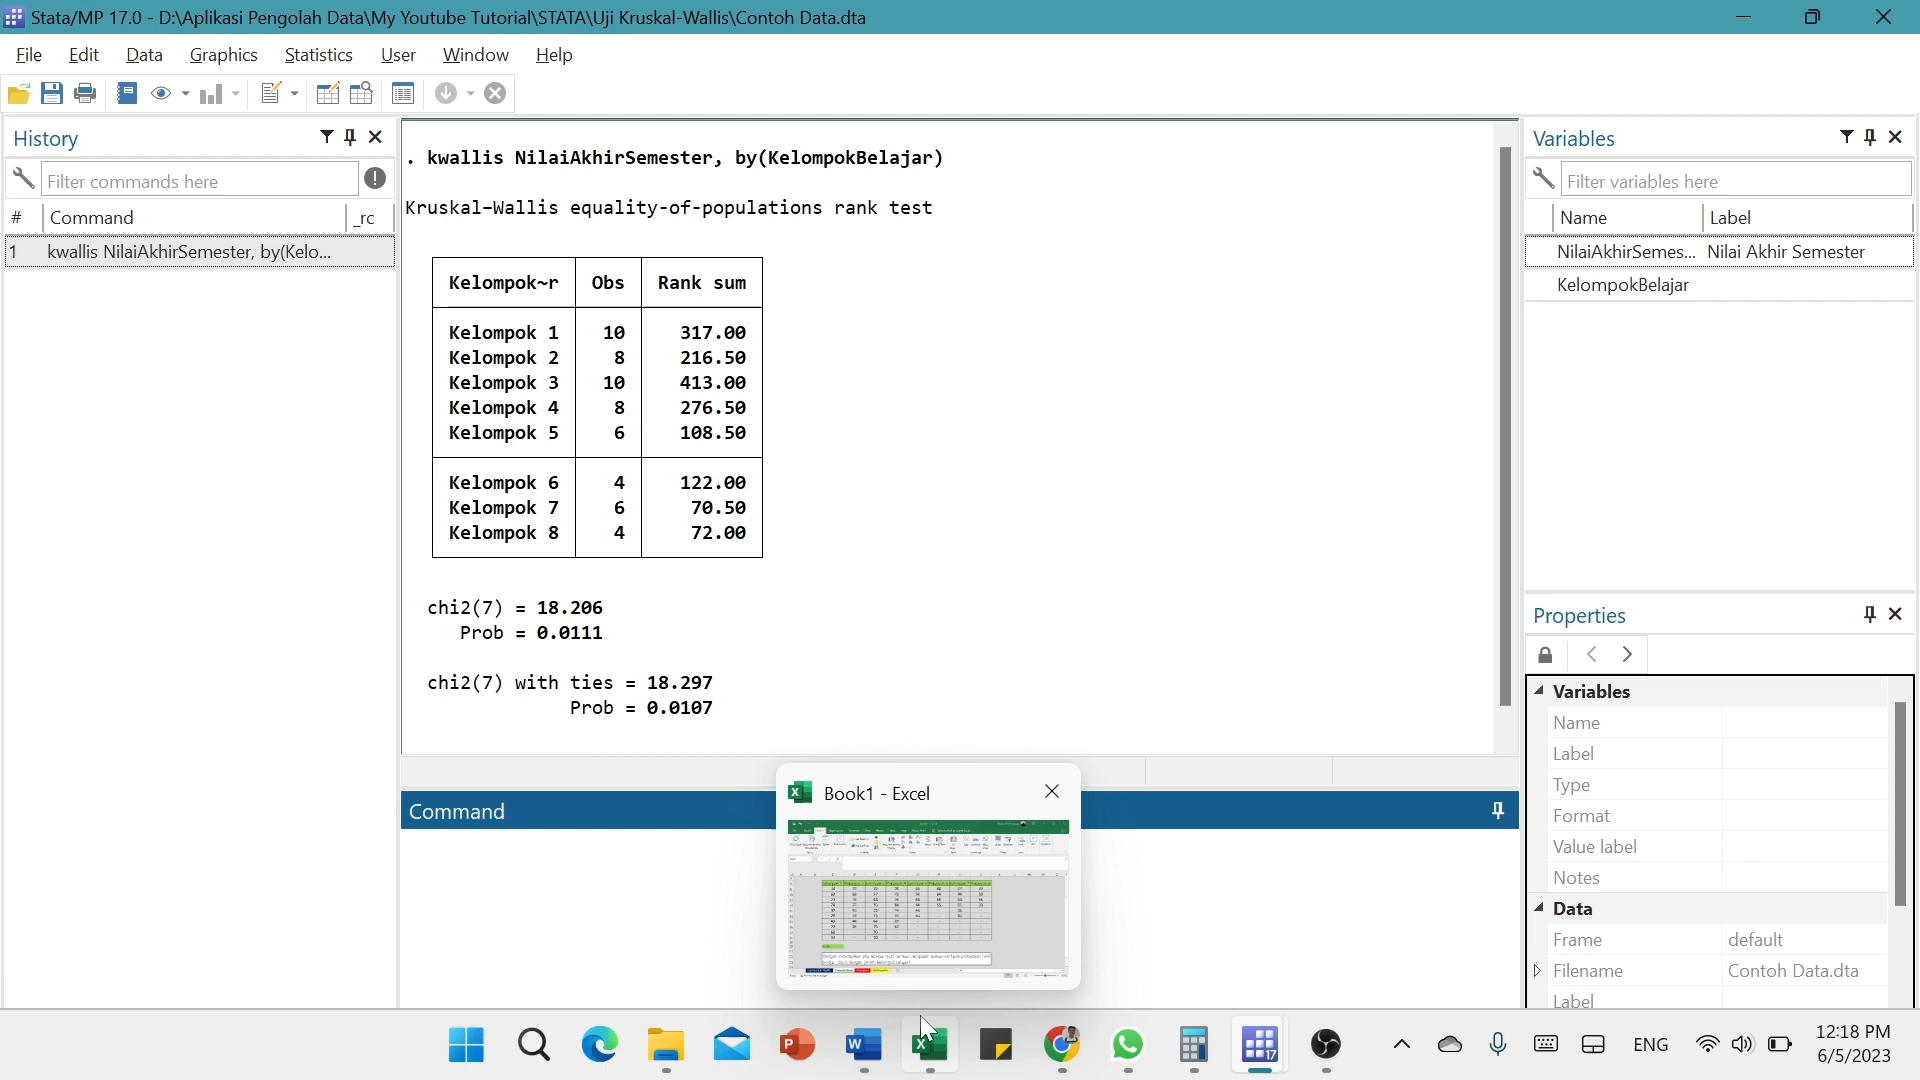 Stata/MP 17.0 - D:\Aplikasi Pengolah Data\My Youtube Tutorial\STATA\Uji Kruskal-Wallis\Contoh Data.dta
File Edit Data Graphics Statistics User Window Help
History
Filter commands here
# Command _rc
1 kwallis NilaiAkhirSemester, by(Kelo...
. kwallis NilaiAkhirSemester, by(KelompokBelajar)
Kruskal-Wallis equality-of-populations rank test
Kelompok~r Obs Rank sum
Kelompok 1 10 317.00
Kelompok 2 8 216.50
Kelompok 3 10 413.00
Kelompok 4 8 276.50
Kelompok 5 6 108.50
Kelompok 6 4 122.00
Kelompok 7 6 70.50
Kelompok 8 4 72.00
chi2(7) = 18.206
Prob = 0.0111
chi2(7) with ties = 18.297
Prob = 0.0107
Command
Book1 - Excel
Variables
Filter variables here
Name Label
NilaiAkhirSemes... Nilai Akhir Semester
KelompokBelajar
Properties
Variables
Name
Label
Type
Format
Value label
Notes
Data
Frame default
Filename Contoh Data.dta
Label
17
ENG
12:18 PM
6/5/2023